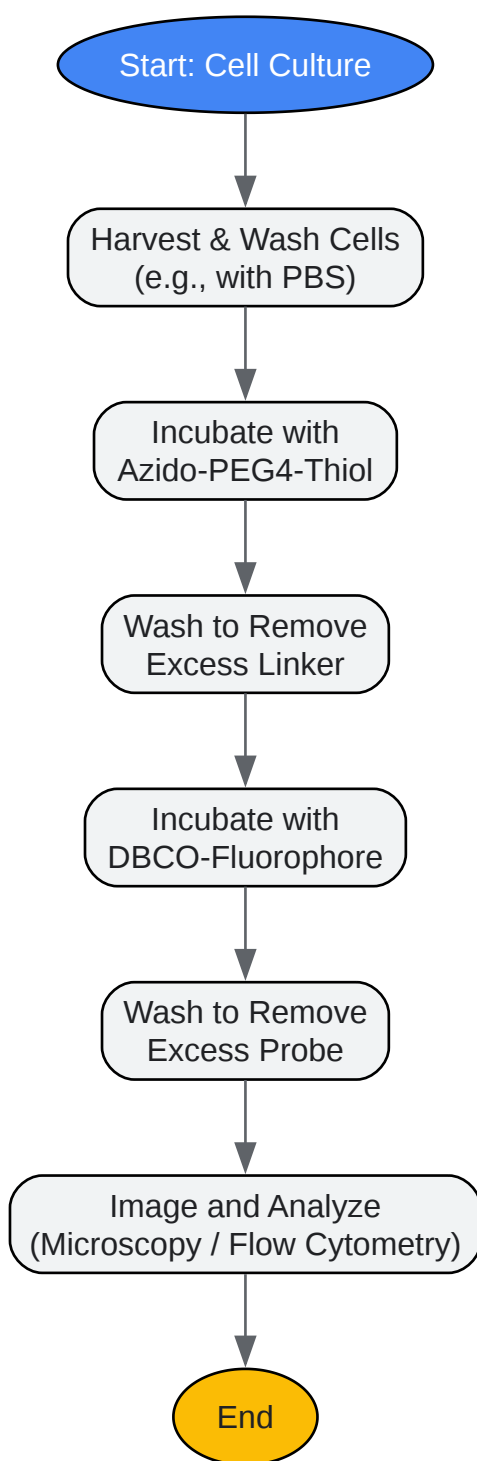 Start: Cell Culture
Harvest & Wash Cells
(e.g., with PBS)
Incubate with
Azido-PEG4-Thiol
Wash to Remove
Excess Linker
Incubate with
DBCO-Fluorophore
Wash to Remove
Excess Probe
Image and Analyze
(Microscopy / Flow Cytometry)
End